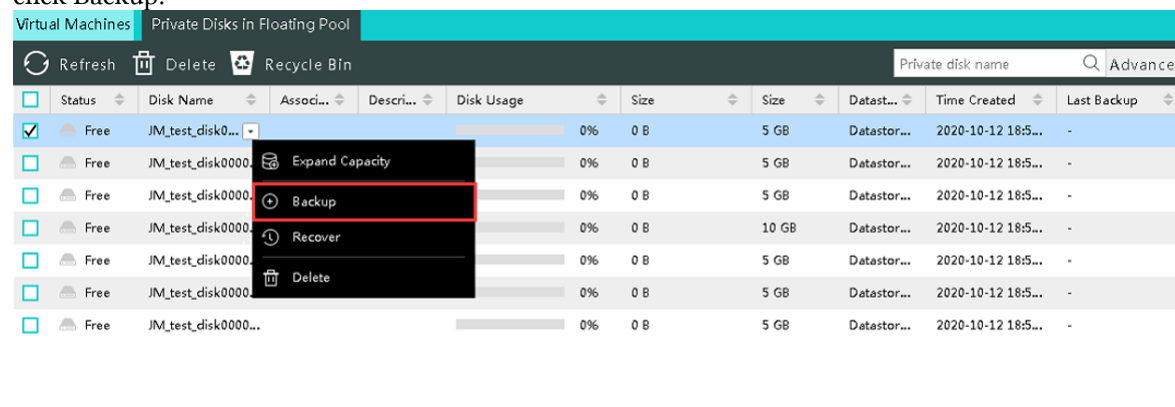 click Backup.
Virtual Machines Private Disks in Floating Pool
Refresh Delete Recycle Bin Private disk name Advance
Status Disk Name Associ... Descri... Disk Usage Size Size Datast... Time Created Last Backup
Free JM_test_disk0... 0% 0 B 5 GB Datastor... 2020-10-12 18:5... -
Expand Capacity
Free JM_test_disk0000. 0% 0 B 5 GB Datastor... 2020-10-12 18:5... -
Free JM_test_disk0000. 0% 0 B 5 GB Datastor... 2020-10-12 18:5... -
Backup
Free JM_test_disk0000. 0% 0 B 10 GB Datastor... 2020-10-12 18:5... -
Recover
Free JM_test_disk0000. 0% 0 B 5 GB Datastor... 2020-10-12 18:5... -
Delete
Free JM_test_disk0000. 0% 0 B 5 GB Datastor... 2020-10-12 18:5... -
Free JM_test_disk0000... 0% 0 B 5 GB Datastor... 2020-10-12 18:5... -